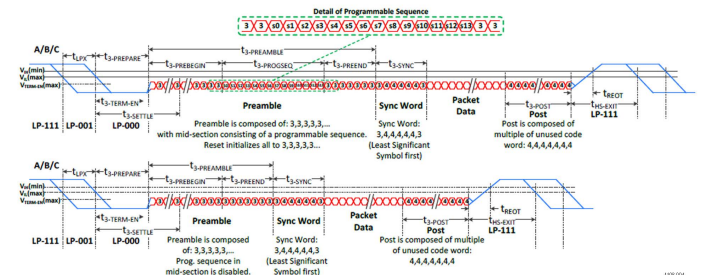 Detail of Programmable Sequence
3 3 s0 s1 s2 s3 s4 s5 s6 s7 s8 s9 s10 s11 s12 s13 3 3
t3-PREAMBLE
A/B/C tLPX t3-PREPARE t3-PREBEGIN t3-PROGSEQ t3-PREEND t3-SYNC
VIH(min)
VIL(max)
VTERM-EN(max)
t3-TERM-EN Preamble Sync Word Packet Data t3-POST Post tREOT tHS-EXIT
t3-SETTLE
LP-111 LP-001 LP-000 LP-111
Preamble is composed of: 3,3,3,3,3,...
with mid-section consisting of a programmable sequence.
Reset initializes all to 3,3,3,3,3...
Sync Word:
3,4,4,4,4,4,3
(Least Significant
Symbol first)
Post is composed of
multiple of unused code
word: 4,4,4,4,4,4,4
t3-PREAMBLE
A/B/C tLPX t3-PREPARE t3-PREBEGIN t3-PREEND t3-SYNC
VIH(min)
VIL(max)
VTERM-EN(max)
t3-TERM-EN Preamble Sync Word Packet Data t3-POST Post tREOT tHS-EXIT
t3-SETTLE
LP-111 LP-001 LP-000 LP-111
Preamble is composed
of: 3,3,3,3,3,...
Prog. sequence in
mid-section is disabled.
Sync Word:
3,4,4,4,4,4,3
(Least Significant
Symbol first)
Post is composed of multiple
of unused code word:
4,4,4,4,4,4,4